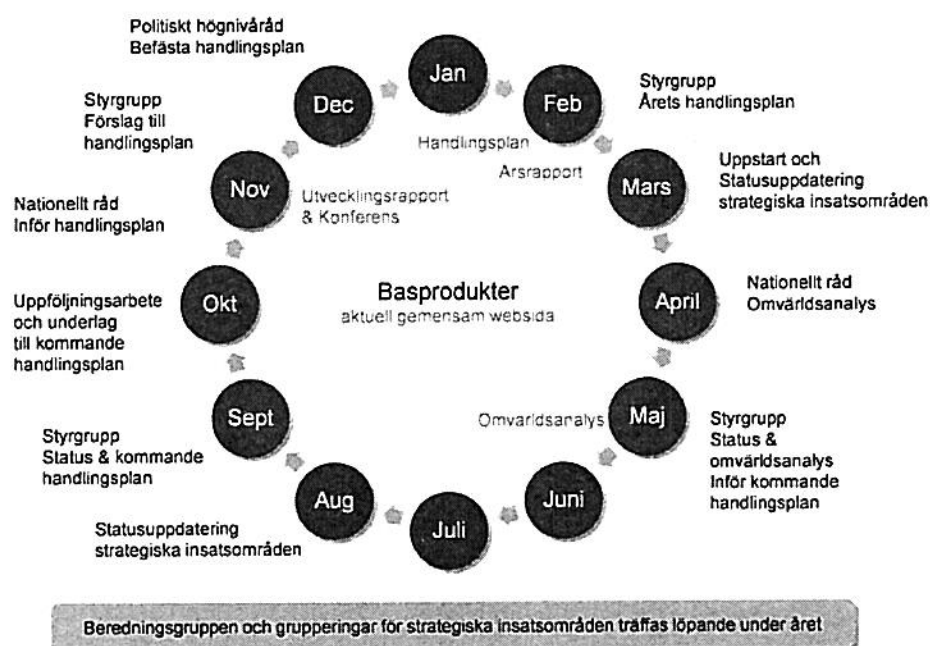 Politiskt högnivåråd
Befästa handlingsplan
Jan
Dec
Feb
Styrgrupp
Årets handlingsplan
Styrgrupp
Förslag till
handlingsplan
Handlingsplan
Årsrapport
Nov
Utvecklingsrapport
& Konferens
Mars
Uppstart och
Statusuppdatering
strategiska insatsområden
Nationellt råd
Inför handlingsplan
Okt
Basprodukter
aktuell gemensam websida
April
Nationellt råd
Omvärldsanalys
Uppföljningsarbete
och underlag
till kommande
handlingsplan
Sept
Omvärldsanalys
Maj
Styrgrupp
Status &
omvärldsanalys
Inför kommande
handlingsplan
Styrgrupp
Status & kommande
handlingsplan
Aug
Juli
Juni
Statusuppdatering
strategiska insatsområden
Beredningsgruppen och grupperingar för strategiska insatsområden träffas löpande under året